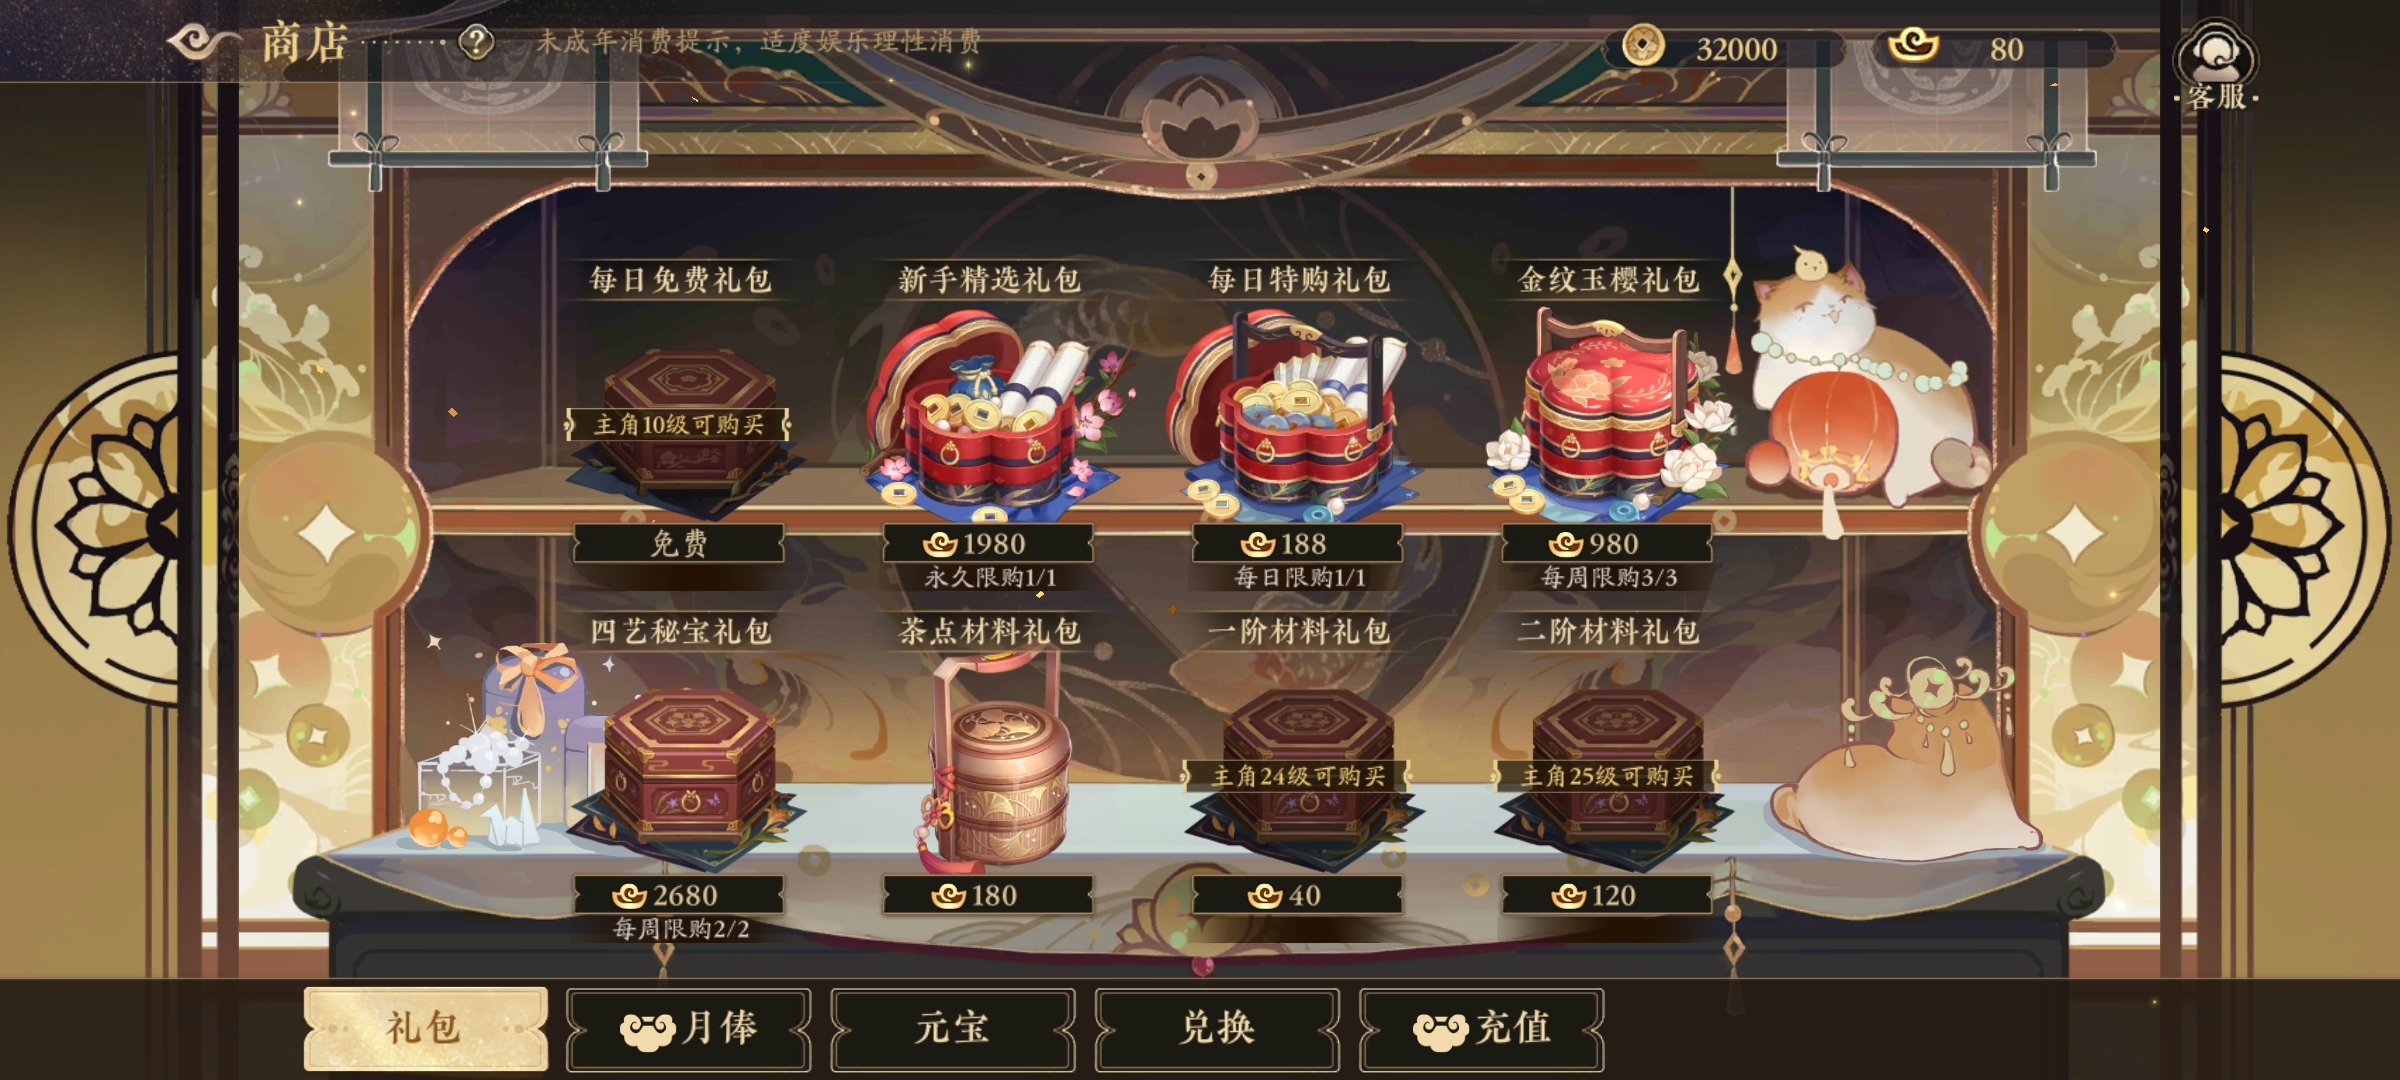 商店
?
未成年消费提示，适度娱乐理性消费
32000
80
客服
每日免费礼包
新手精选礼包
每日特购礼包
金纹玉樱礼包
主角10级可购买
免费
1980
188
980
永久限购1/1
每日限购1/1
每周限购3/3
四艺秘宝礼包
茶点材料礼包
一阶材料礼包
二阶材料礼包
主角24级可购买
主角25级可购买
2680
180
40
120
每周限购2/2
礼包
月俸
元宝
兑换
充值